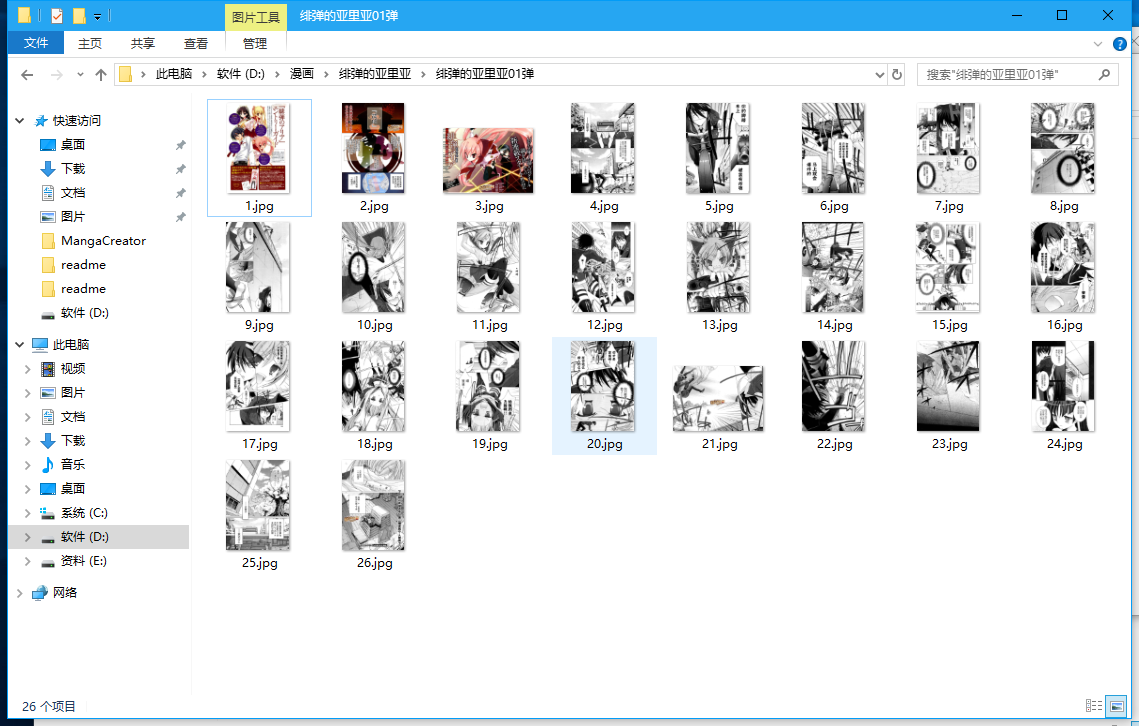 图片工具
绯弹的亚里亚01弹
文件
主页
共享
查看
管理
此电脑
软件 (D:)
漫画
绯弹的亚里亚
绯弹的亚里亚01弹
搜索"绯弹的亚里亚01弹"
快速访问
桌面
下载
文档
图片
MangaCreator
readme
readme
软件 (D:)
此电脑
视频
图片
文档
下载
音乐
桌面
系统 (C:)
软件 (D:)
资料 (E:)
网络
1.jpg
2.jpg
3.jpg
4.jpg
5.jpg
6.jpg
7.jpg
8.jpg
9.jpg
10.jpg
11.jpg
12.jpg
13.jpg
14.jpg
15.jpg
16.jpg
17.jpg
18.jpg
19.jpg
20.jpg
21.jpg
22.jpg
23.jpg
24.jpg
25.jpg
26.jpg
26 个项目